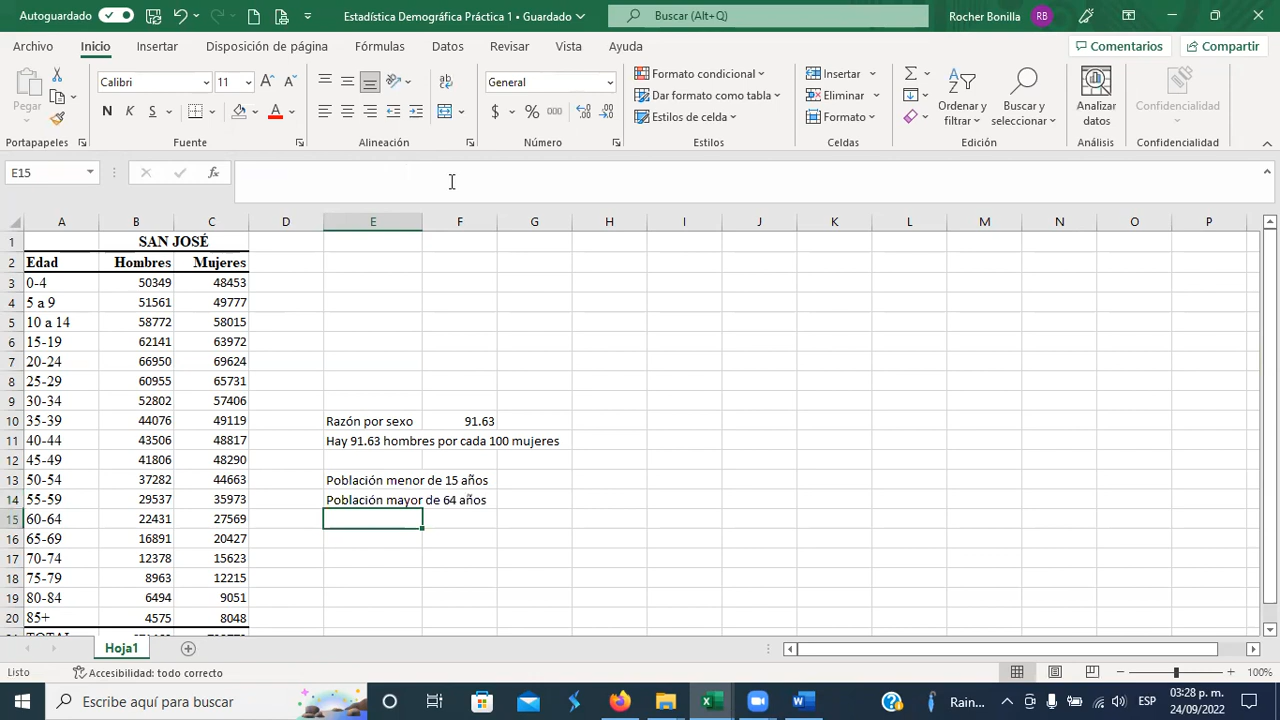 Autoguardado
Estadística Demográfica Práctica 1 • Guardado
Buscar (Alt+Q)
Rocher Bonilla
RB
Archivo Inicio Insertar Disposición de página Fórmulas Datos Revisar Vista Ayuda
Comentarios Compartir
Pegar
Calibri 11
N K S
General
$ % 000
Formato condicional
Dar formato como tabla
Estilos de celda
Insertar
Eliminar
Formato
Ordenar y filtrar
Buscar y seleccionar
Analizar datos
Confidencialidad
Portapapeles Fuente Alineación Número Estilos Celdas Edición Análisis Confidencialidad
E15 fx
A B C D E F G H I J K L M N O P
1 SAN JOSÉ
2 Edad Hombres Mujeres
3 0-4 50349 48453
4 5 a 9 51561 49777
5 10 a 14 58772 58015
6 15-19 62141 63972
7 20-24 66950 69624
8 25-29 60955 65731
9 30-34 52802 57406
10 35-39 44076 49119 Razón por sexo 91.63
11 40-44 43506 48817 Hay 91.63 hombres por cada 100 mujeres
12 45-49 41806 48290
13 50-54 37282 44663 Población menor de 15 años
14 55-59 29537 35973 Población mayor de 64 años
15 60-64 22431 27569
16 65-69 16891 20427
17 70-74 12378 15623
18 75-79 8963 12215
19 80-84 6494 9051
20 85+ 4575 8048
TOTAL
Hoja1
Listo Accesibilidad: todo correcto 100%
Escribe aquí para buscar
Rain...
ESP
03:28 p. m.
24/09/2022